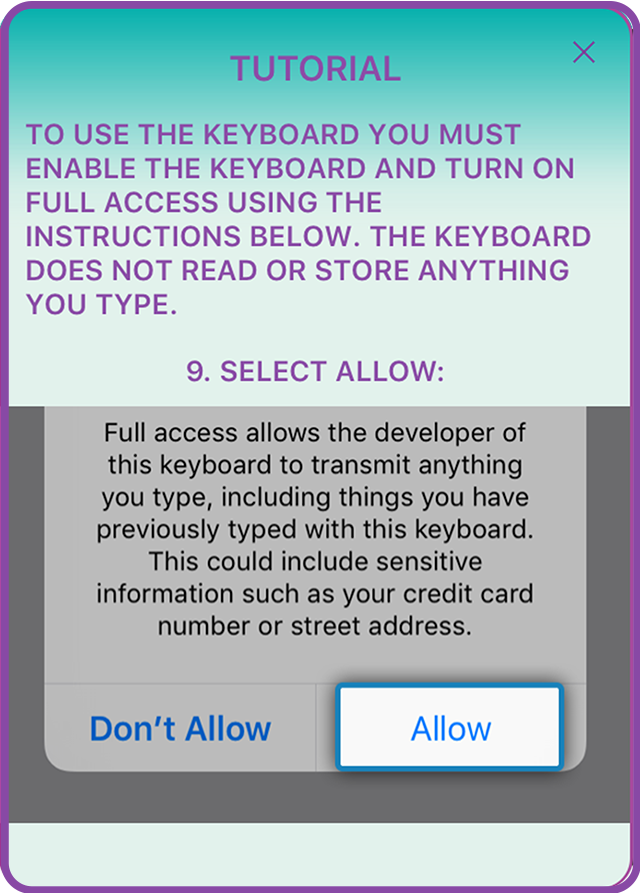 TUTORIAL
TO USE THE KEYBOARD YOU MUST
ENABLE THE KEYBOARD AND TURN ON
FULL ACCESS USING THE
INSTRUCTIONS BELOW. THE KEYBOARD
DOES NOT READ OR STORE ANYTHING
YOU TYPE.
9. SELECT ALLOW:
Full access allows the developer of
this keyboard to transmit anything
you type, including things you have
previously typed with this keyboard.
This could include sensitive
information such as your credit card
number or street address.
Don’t Allow
Allow